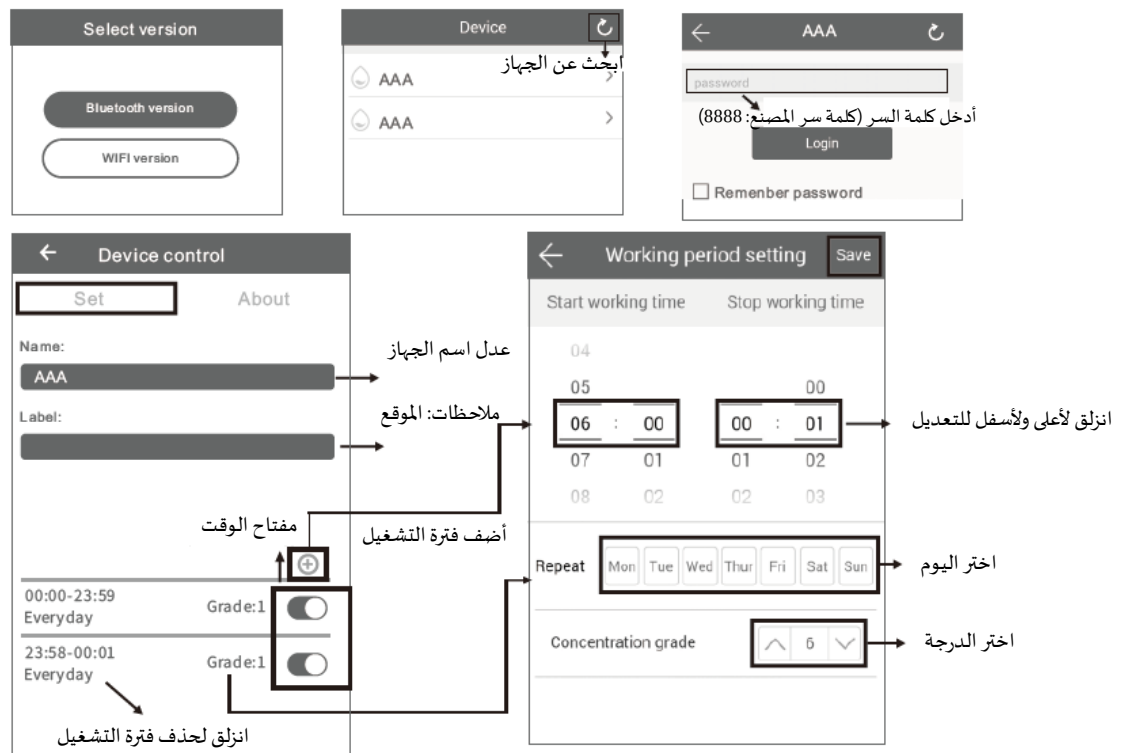 Select version
Bluetooth version
WIFI version
Device
ابحث عن الجهاز
AAA
AAA
AAA
password
أدخل كلمة السر (كلمة سر المصنع: 8888)
Login
Remenber password
Device control
Set About
Name:
عدل اسم الجهاز
AAA
Label:
ملاحظات: الموقع
مفتاح الوقت
أضف فترة التشغيل
00:00-23:59
Grade:1
Everyday
23:58-00:01
Grade:1
Everyday
انزلق لحذف فترة التشغيل
Working period setting Save
Start working time Stop working time
04
05 00
06 : 00 00 : 01
انزلق لأعلى ولأسفل للتعديل
07 01 01 02
08 02 02 03
Repeat Mon Tue Wed Thur Fri Sat Sun
اختر اليوم
Concentration grade 6
اختر الدرجة